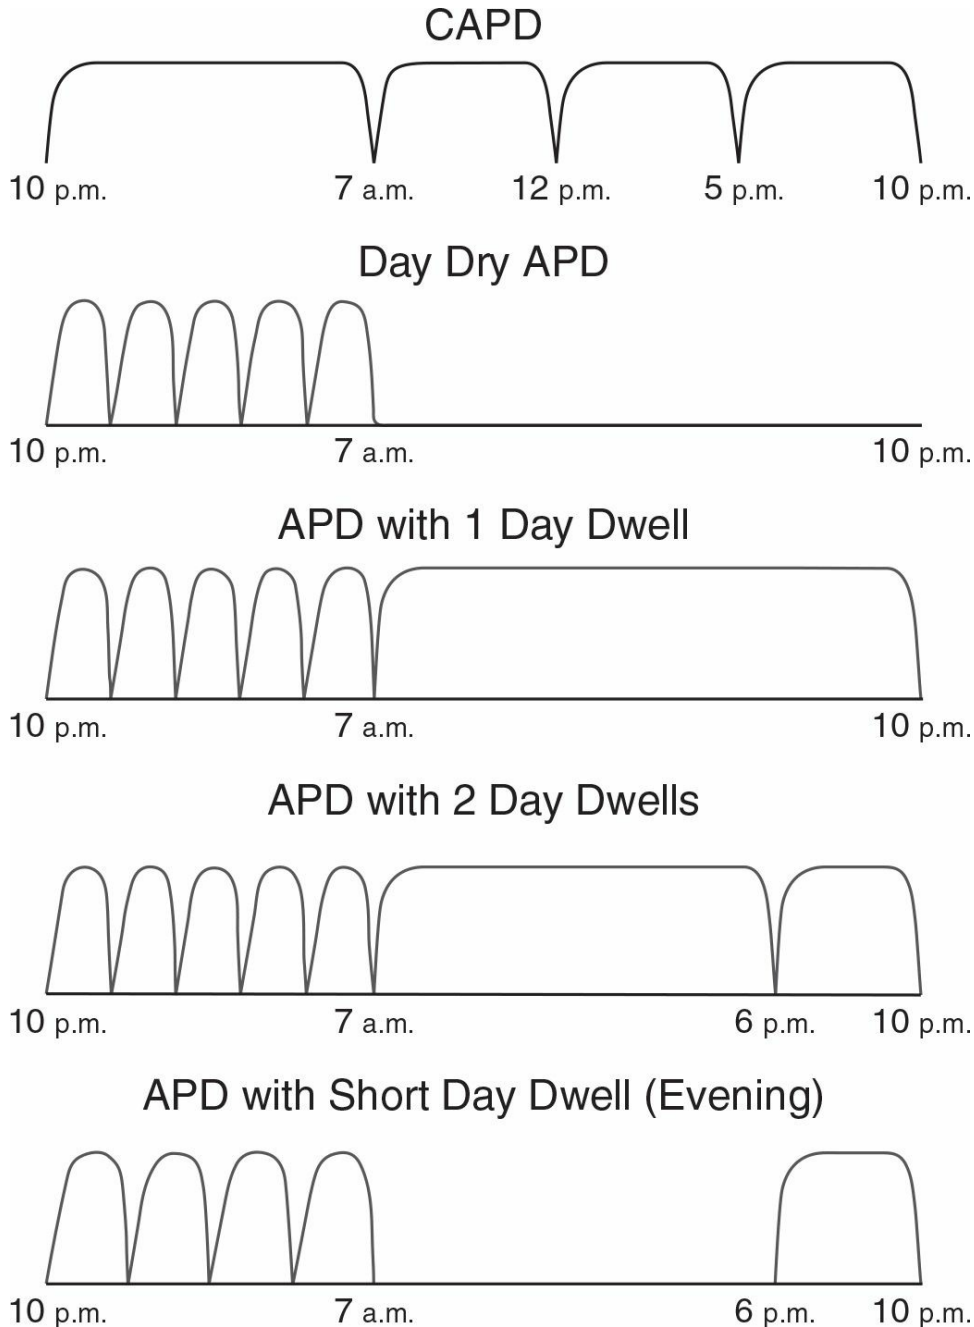 CAPD
10 p.m. 7 a.m. 12 p.m. 5 p.m. 10 p.m.
Day Dry APD
10 p.m. 7 a.m. 10 p.m.
APD with 1 Day Dwell
10 p.m. 7 a.m. 10 p.m.
APD with 2 Day Dwells
10 p.m. 7 a.m. 6 p.m. 10 p.m.
APD with Short Day Dwell (Evening)
10 p.m. 7 a.m. 6 p.m. 10 p.m.